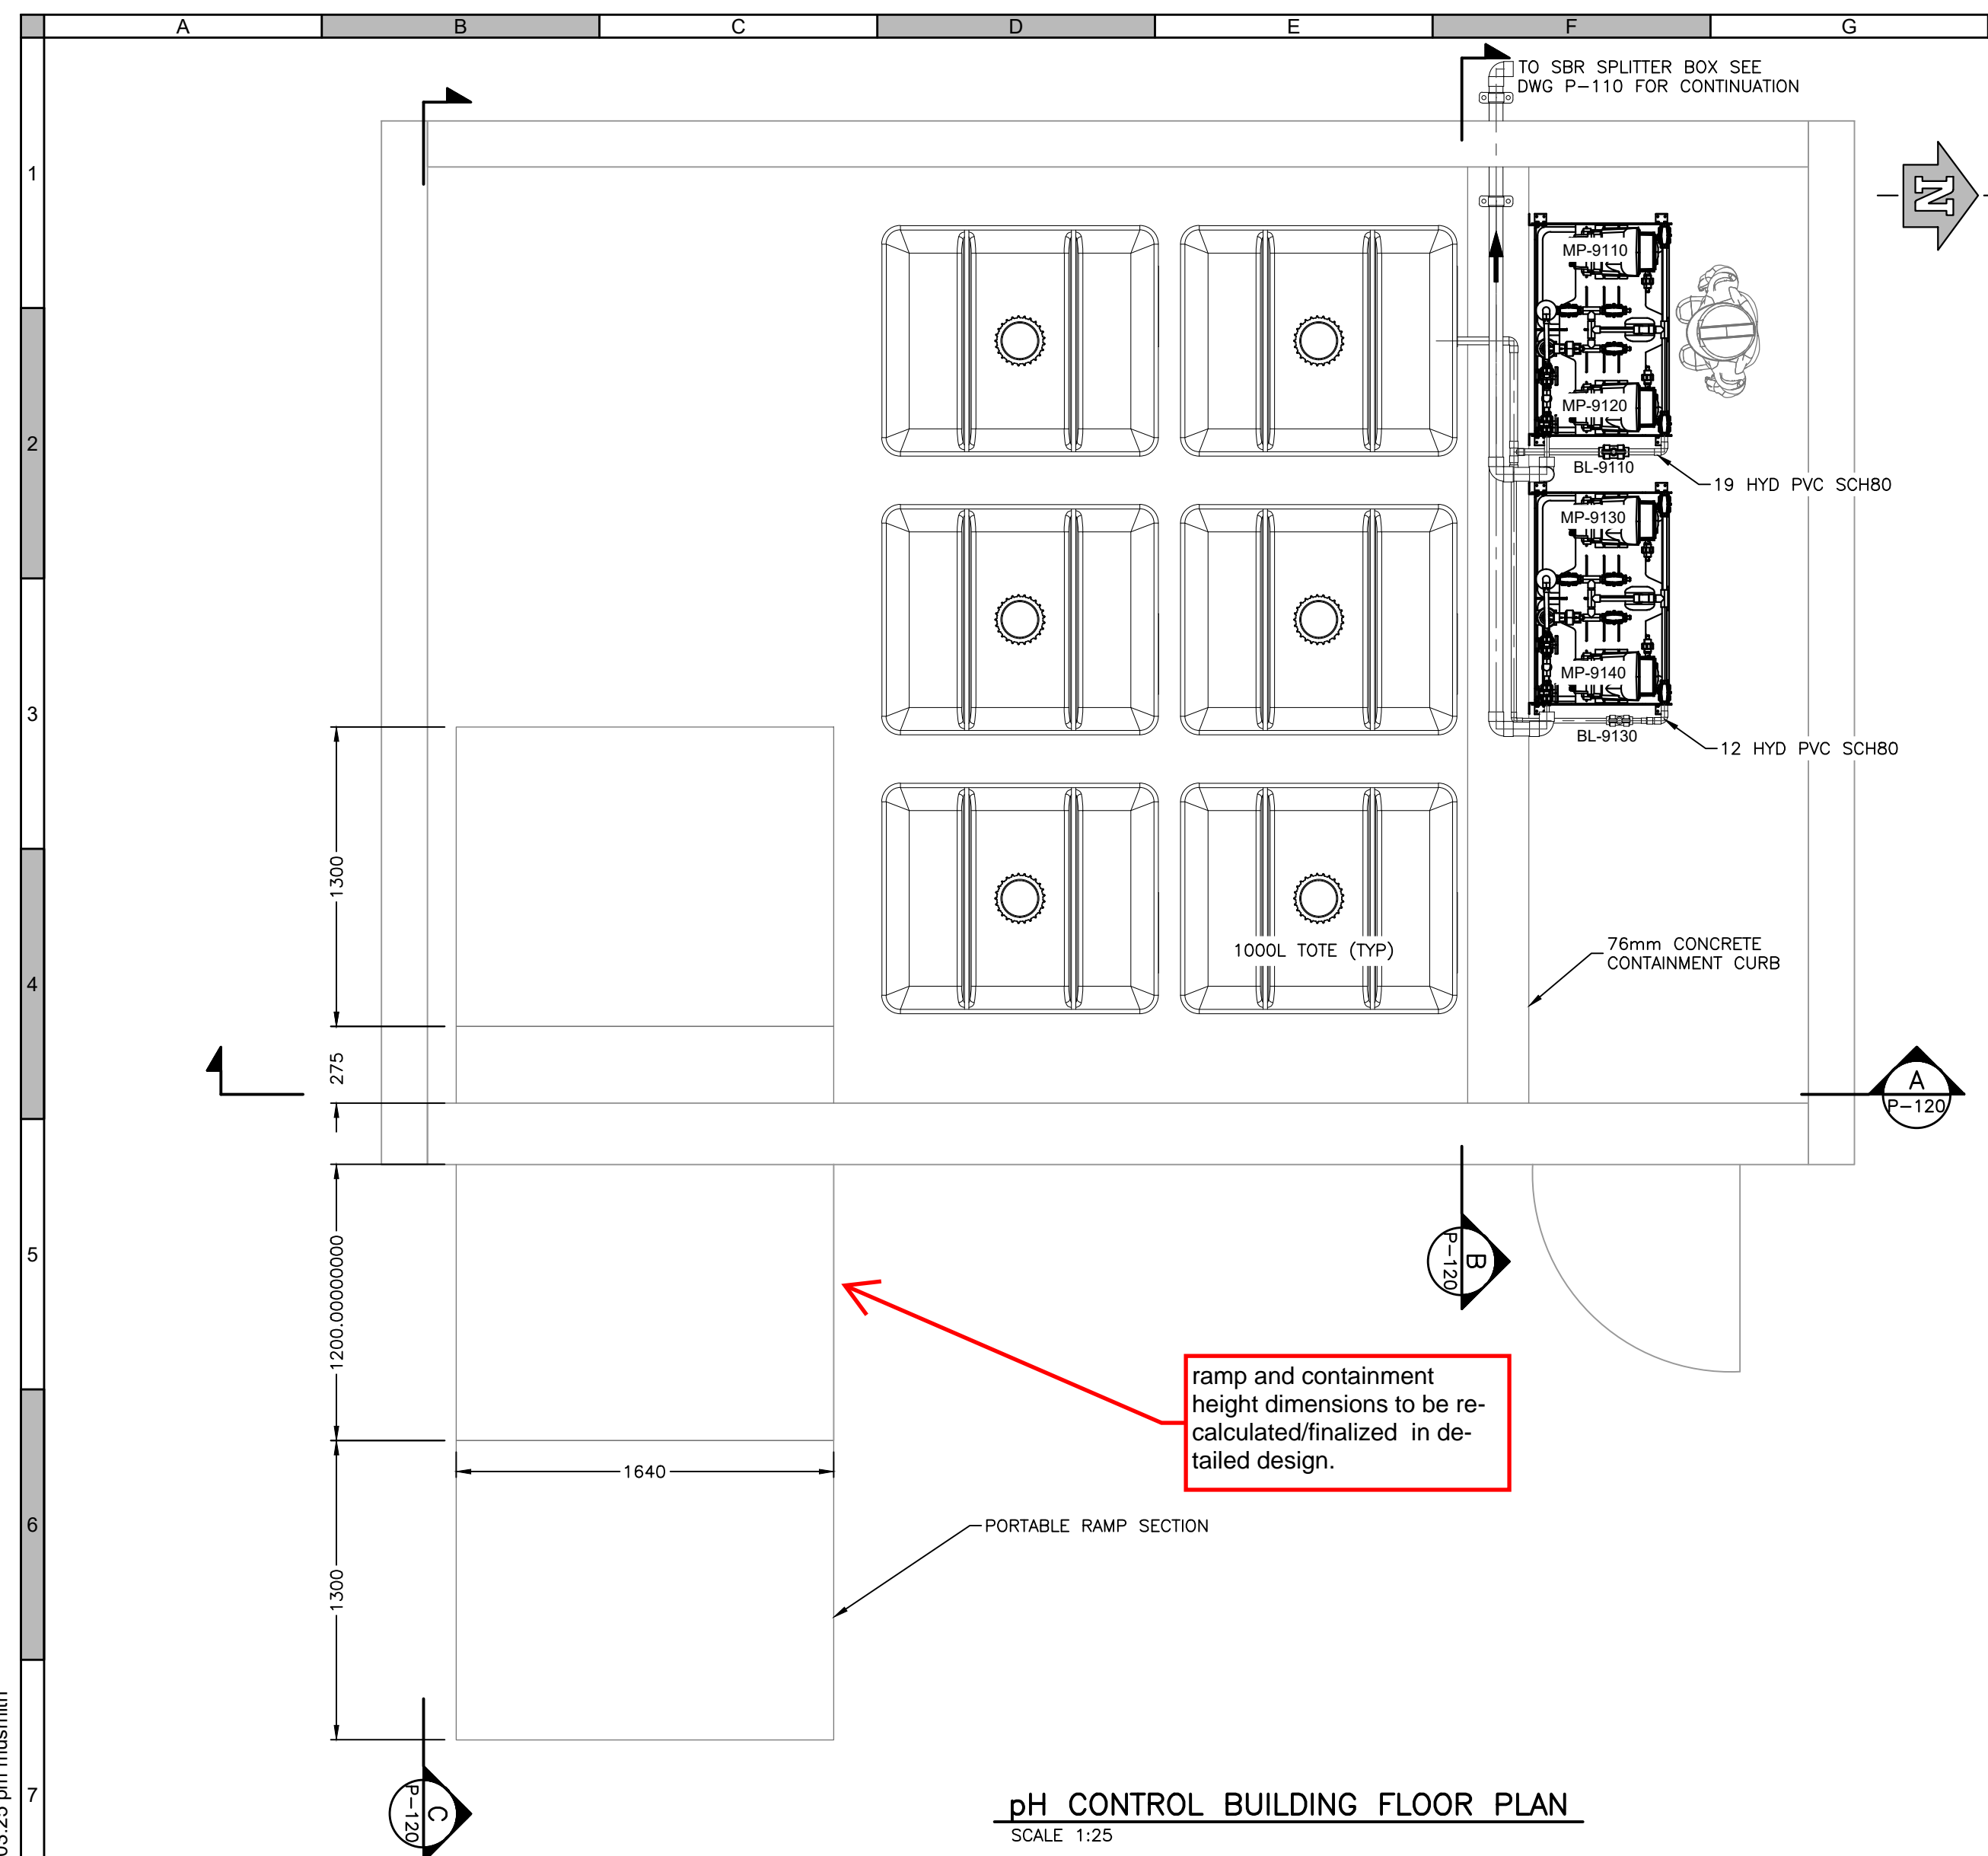 A B C D E F G
TO SBR SPLITTER BOX SEE
DWG P-110 FOR CONTINUATION
1
N
MP-9110
MP-9120
2
BL-9110
19 HYD PVC SCH80
MP-9130
MP-9140
3
BL-9130
12 HYD PVC SCH80
1300
1000L TOTE (TYP)
76mm CONCRETE
CONTAINMENT CURB
4
275
A
P-120
5
1200.00000000
B
P-120
ramp and containment
height dimensions to be re-
calculated/finalized in de-
tailed design.
1640
6
PORTABLE RAMP SECTION
1300
7
C
P-120
pH CONTROL BUILDING FLOOR PLAN
SCALE 1:25